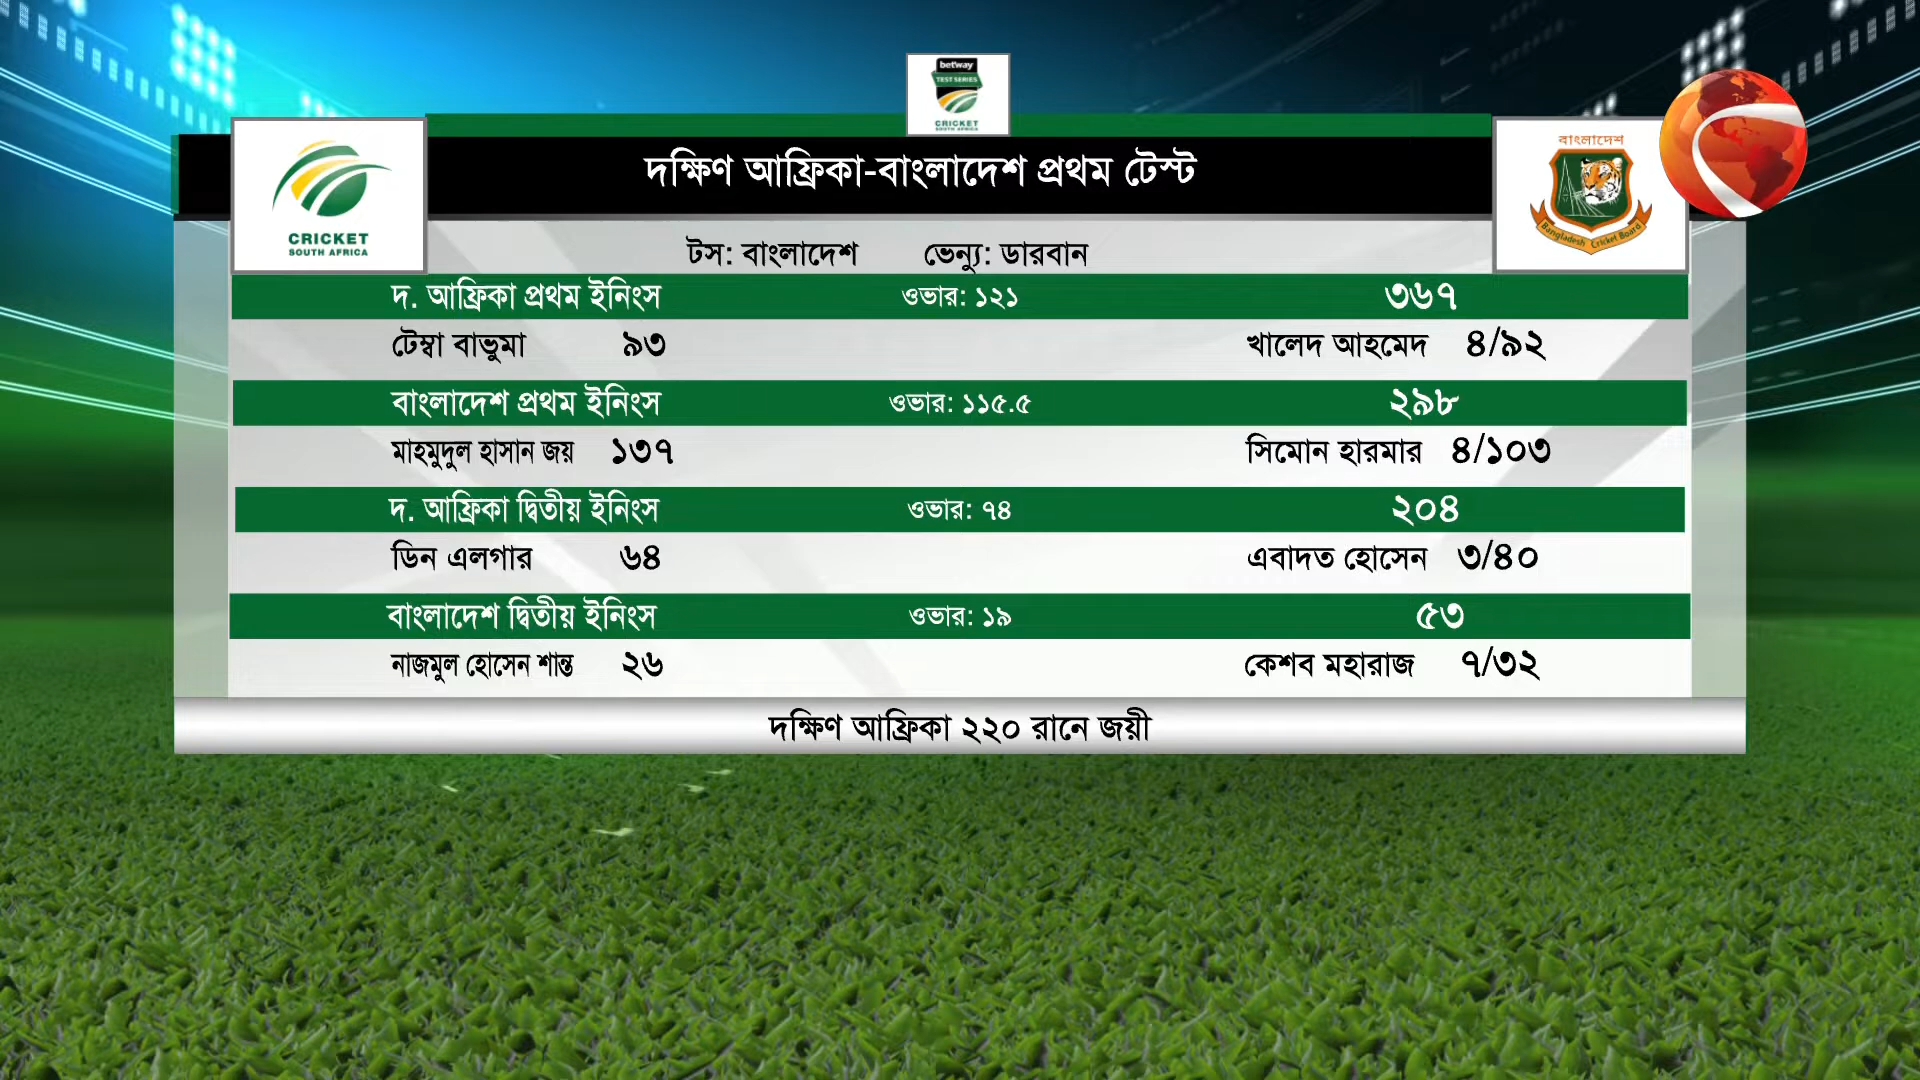 betway
TEST SERIES
CRICKET
SOUTH AFRICA
CRICKET
SOUTH AFRICA
দক্ষিণ আফ্রিকা-বাংলাদেশ প্রথম টেস্ট
বাংলাদেশ
Bangladesh Cricket Board
টস: বাংলাদেশ ভেন্যু: ডারবান
দ. আফ্রিকা প্রথম ইনিংস ওভার: ১২১ ৩৬৭
টেম্বা বাভুমা ৯৩ খালেদ আহমেদ ৪/৯২
বাংলাদেশ প্রথম ইনিংস ওভার: ১১৫.৫ ২৯৮
মাহমুদুল হাসান জয় ১৩৭ সিমোন হারমার ৪/১০৩
দ. আফ্রিকা দ্বিতীয় ইনিংস ওভার: ৭৪ ২০৪
ডিন এলগার ৬৪ এবাদত হোসেন ৩/৪০
বাংলাদেশ দ্বিতীয় ইনিংস ওভার: ১৯ ৫৩
নাজমুল হোসেন শান্ত ২৬ কেশব মহারাজ ৭/৩২
দক্ষিণ আফ্রিকা ২২০ রানে জয়ী